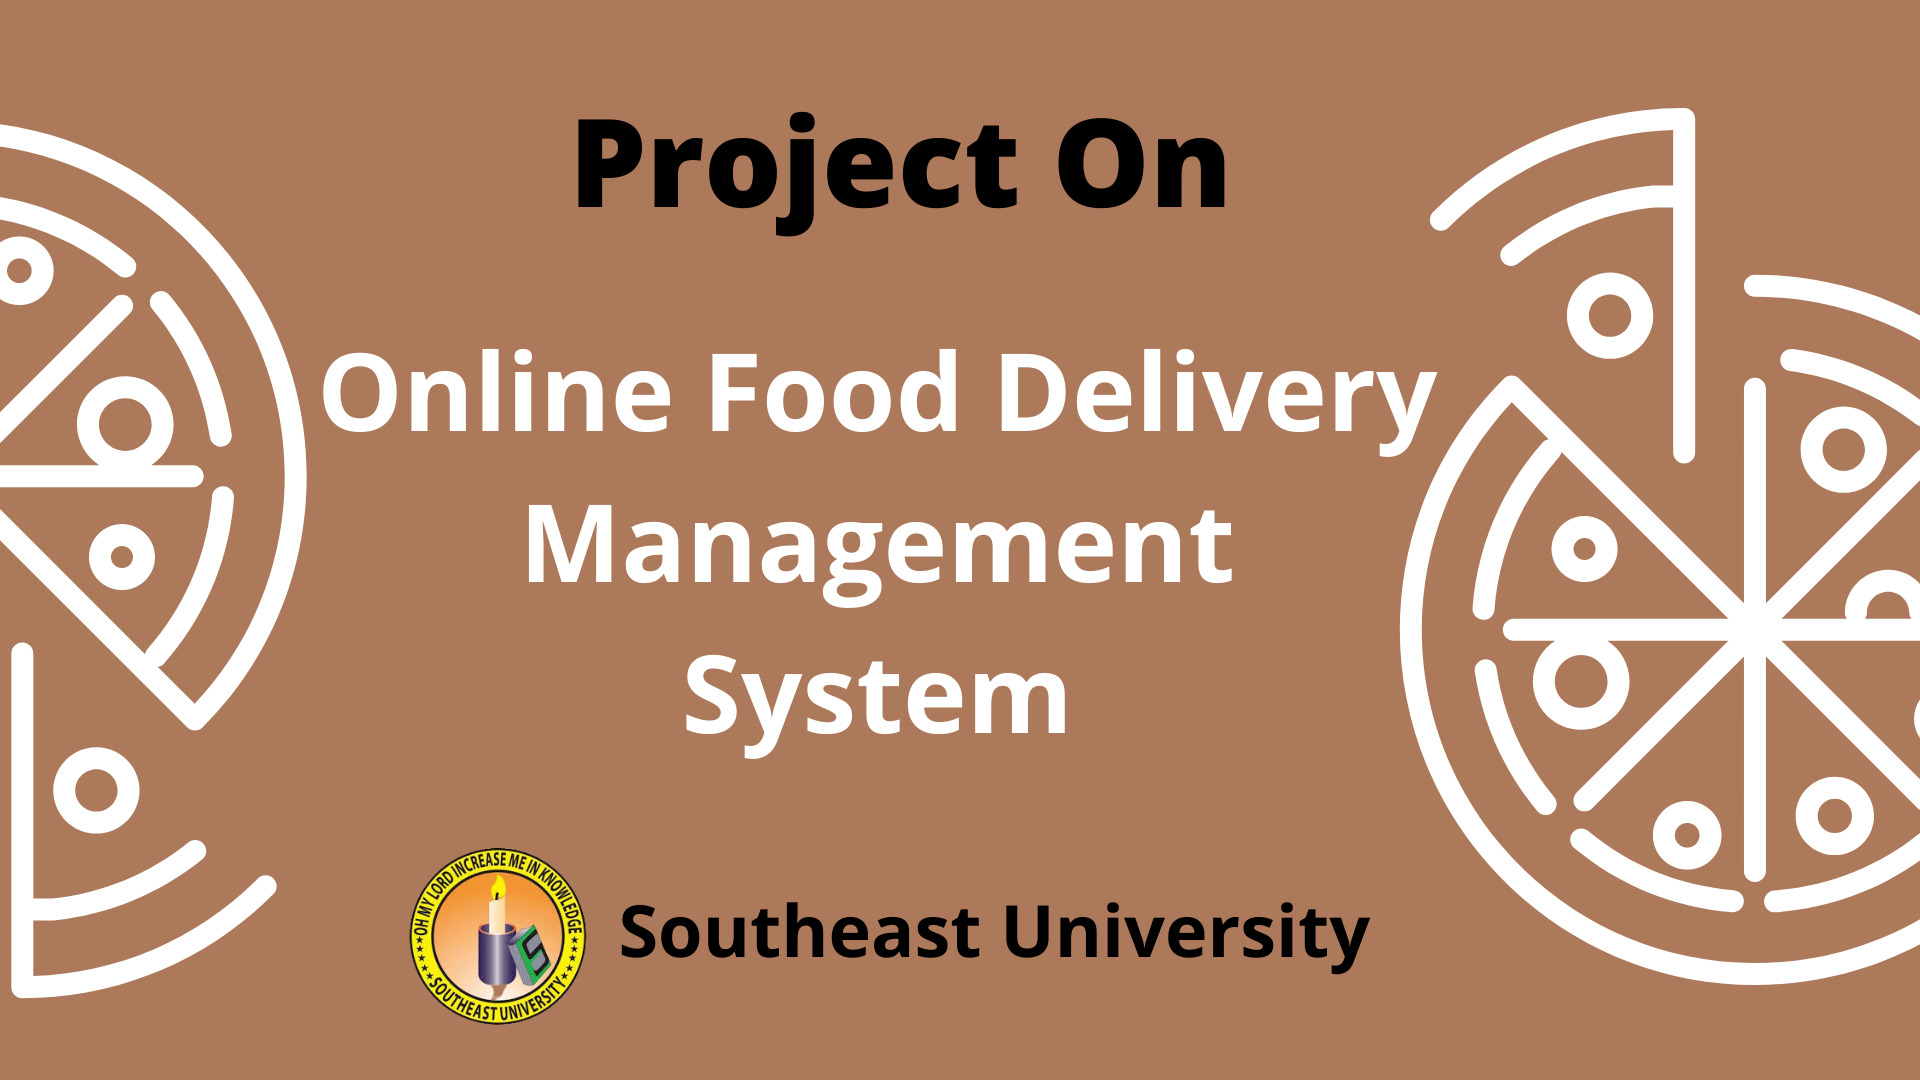 Project On
Online Food Delivery
Management
System
OH MY LORD INCREASE ME IN KNOWLEDGE
SOUTHEAST UNIVERSITY
Southeast University